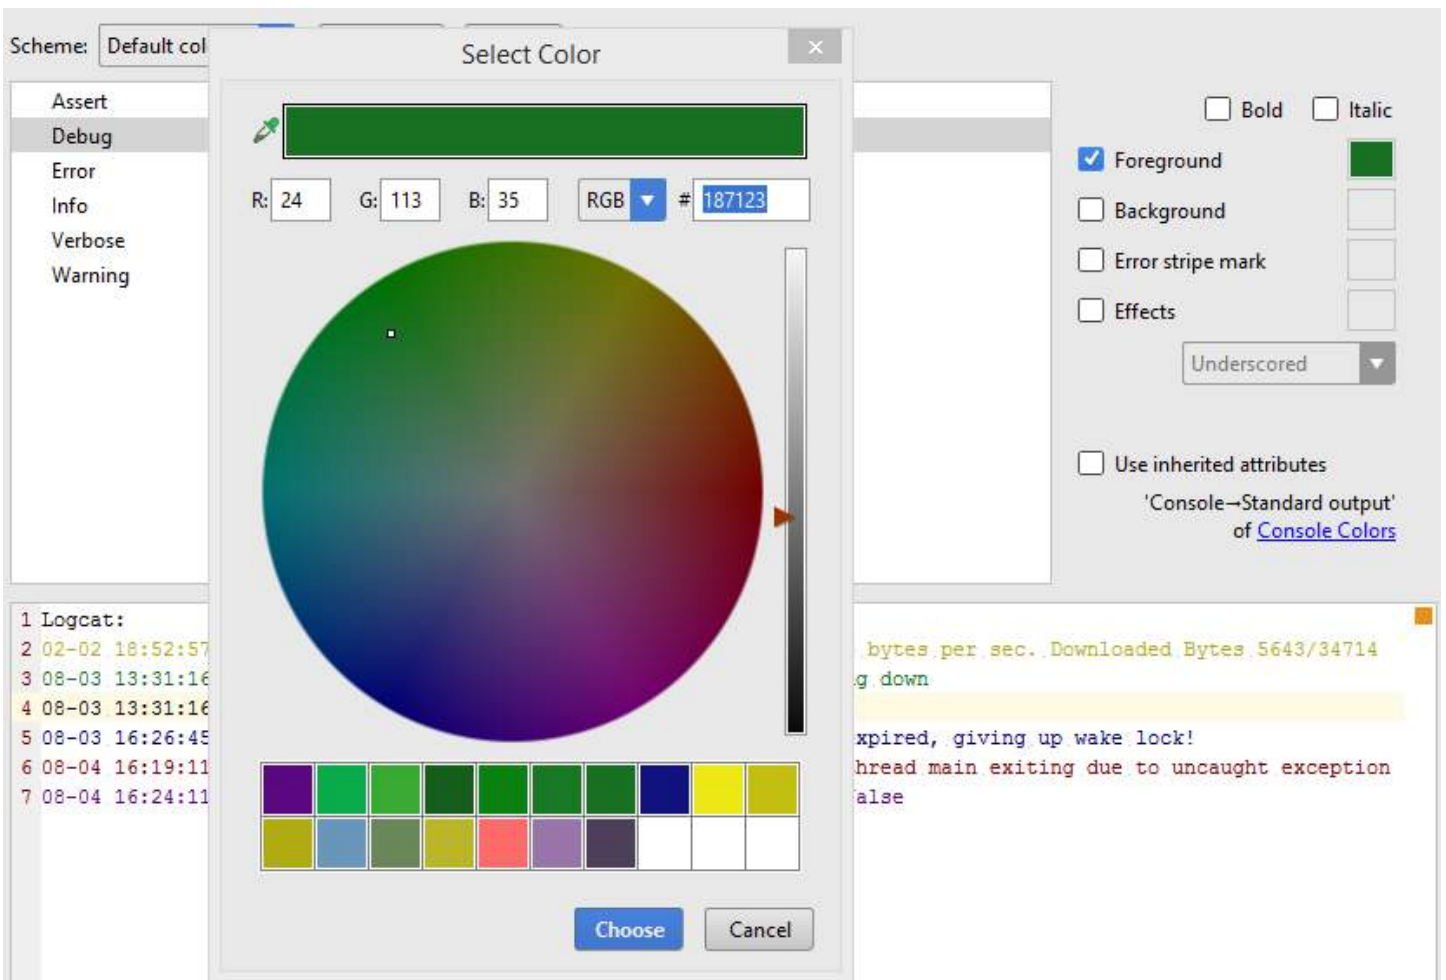 Select Color
Scheme: Default col
Assert
Debug
Error
Info
Verbose
Warning
R: 24 G: 113 B: 35 RGB # 187123
Bold Italic
Foreground
Background
Error stripe mark
Effects
Underscored
Use inherited attributes
'Console→Standard output'
of Console Colors
1 Logcat:
2 02-02 18:52:57 bytes per sec. Downloaded Bytes 5643/34714
3 08-03 13:31:16 g down
4 08-03 13:31:16
5 08-03 16:26:45 xpired, giving up wake lock!
6 08-04 16:19:11 hread main exiting due to uncaught exception
7 08-04 16:24:11 alse
Choose Cancel